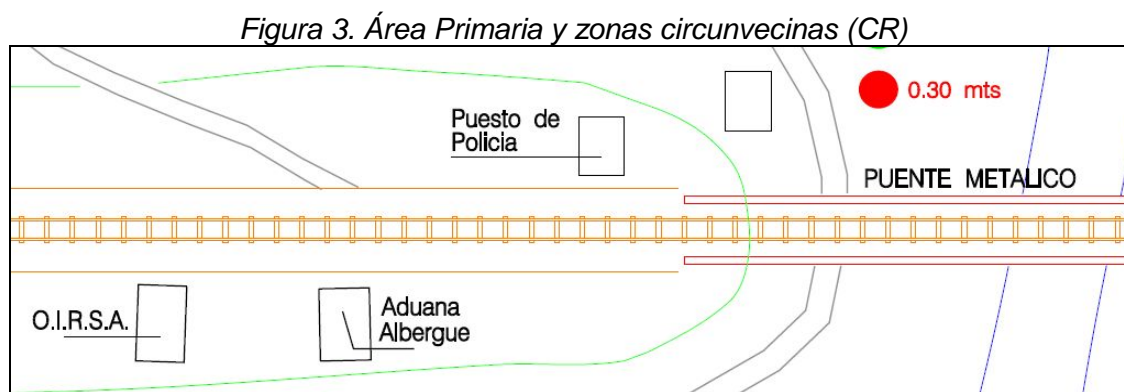 Figura 3. Área Primaria y zonas circunvecinas (CR)
0.30 mts
Puesto de
Policia
PUENTE METALICO
O.I.R.S.A.
Aduana
Albergue